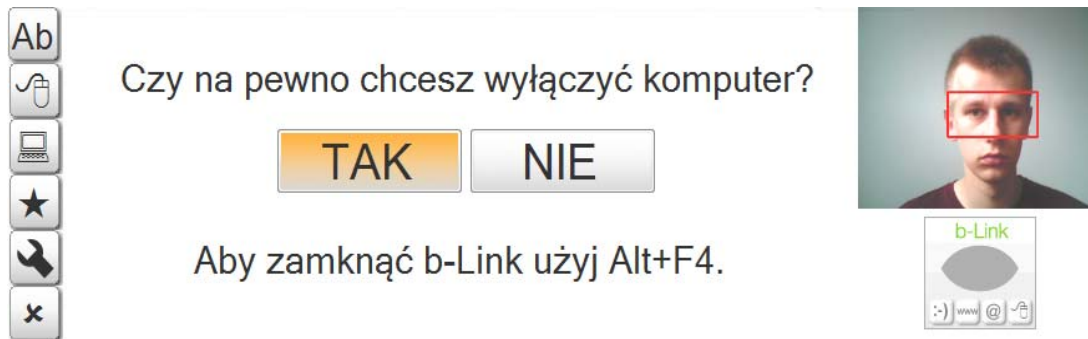 Ab
Czy na pewno chcesz wyłączyć komputer?
TAK NIE
Aby zamknąć b-Link użyj Alt+F4.
b-Link
:-) www @